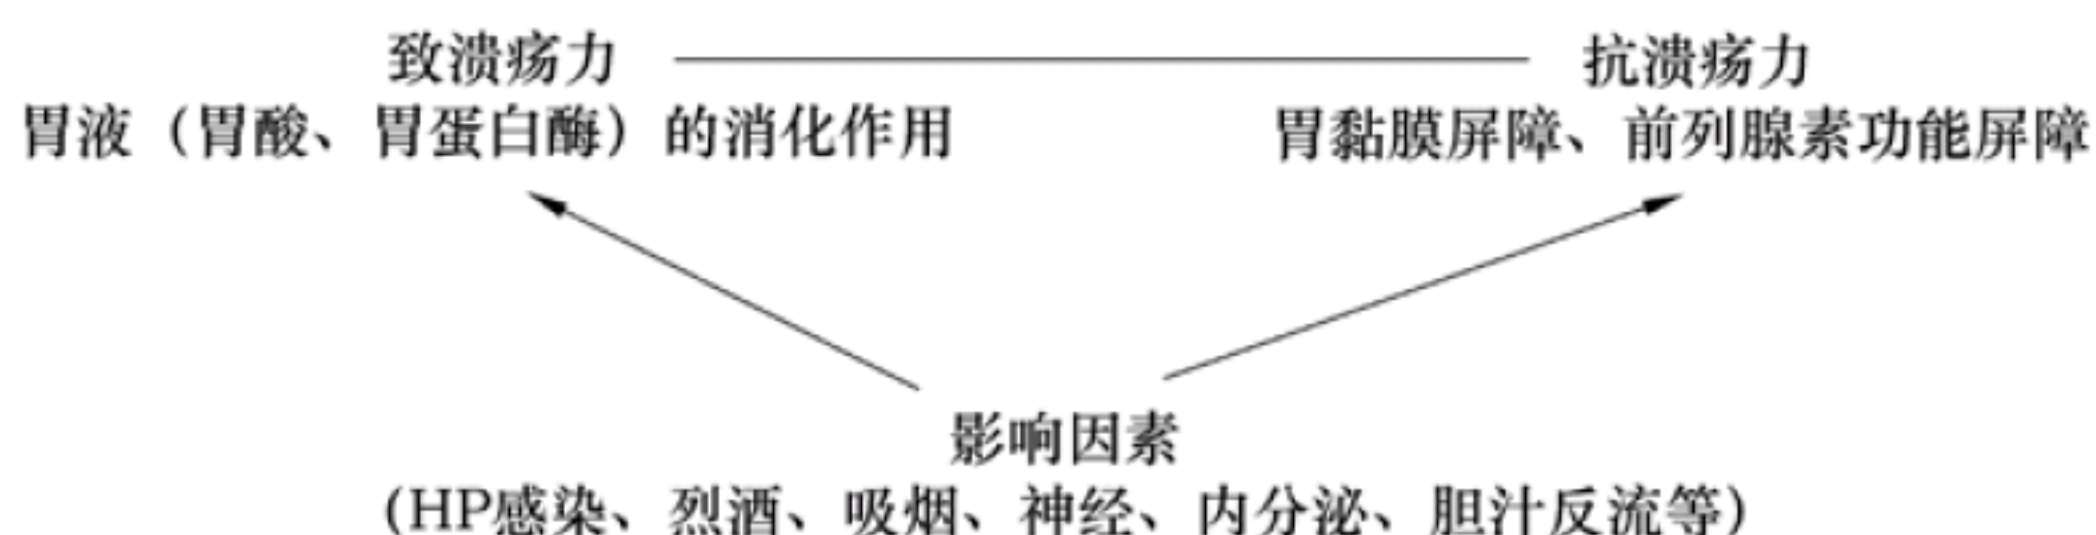 致溃疡力 抗溃疡力
胃液（胃酸、胃蛋白酶）的消化作用 胃黏膜屏障、前列腺素功能屏障
影响因素
(HP感染、烈酒、吸烟、神经、内分泌、胆汁反流等)